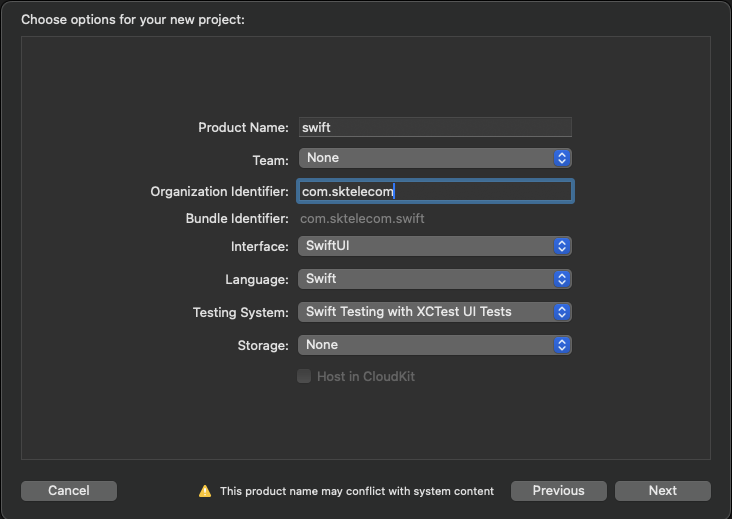 Choose options for your new project:
Product Name: swift
Team: None
Organization Identifier: com.sktelecom
Bundle Identifier: com.sktelecom.swift
Interface: SwiftUI
Language: Swift
Testing System: Swift Testing with XCTest UI Tests
Storage: None
Host in CloudKit
Cancel This product name may conflict with system content Previous Next